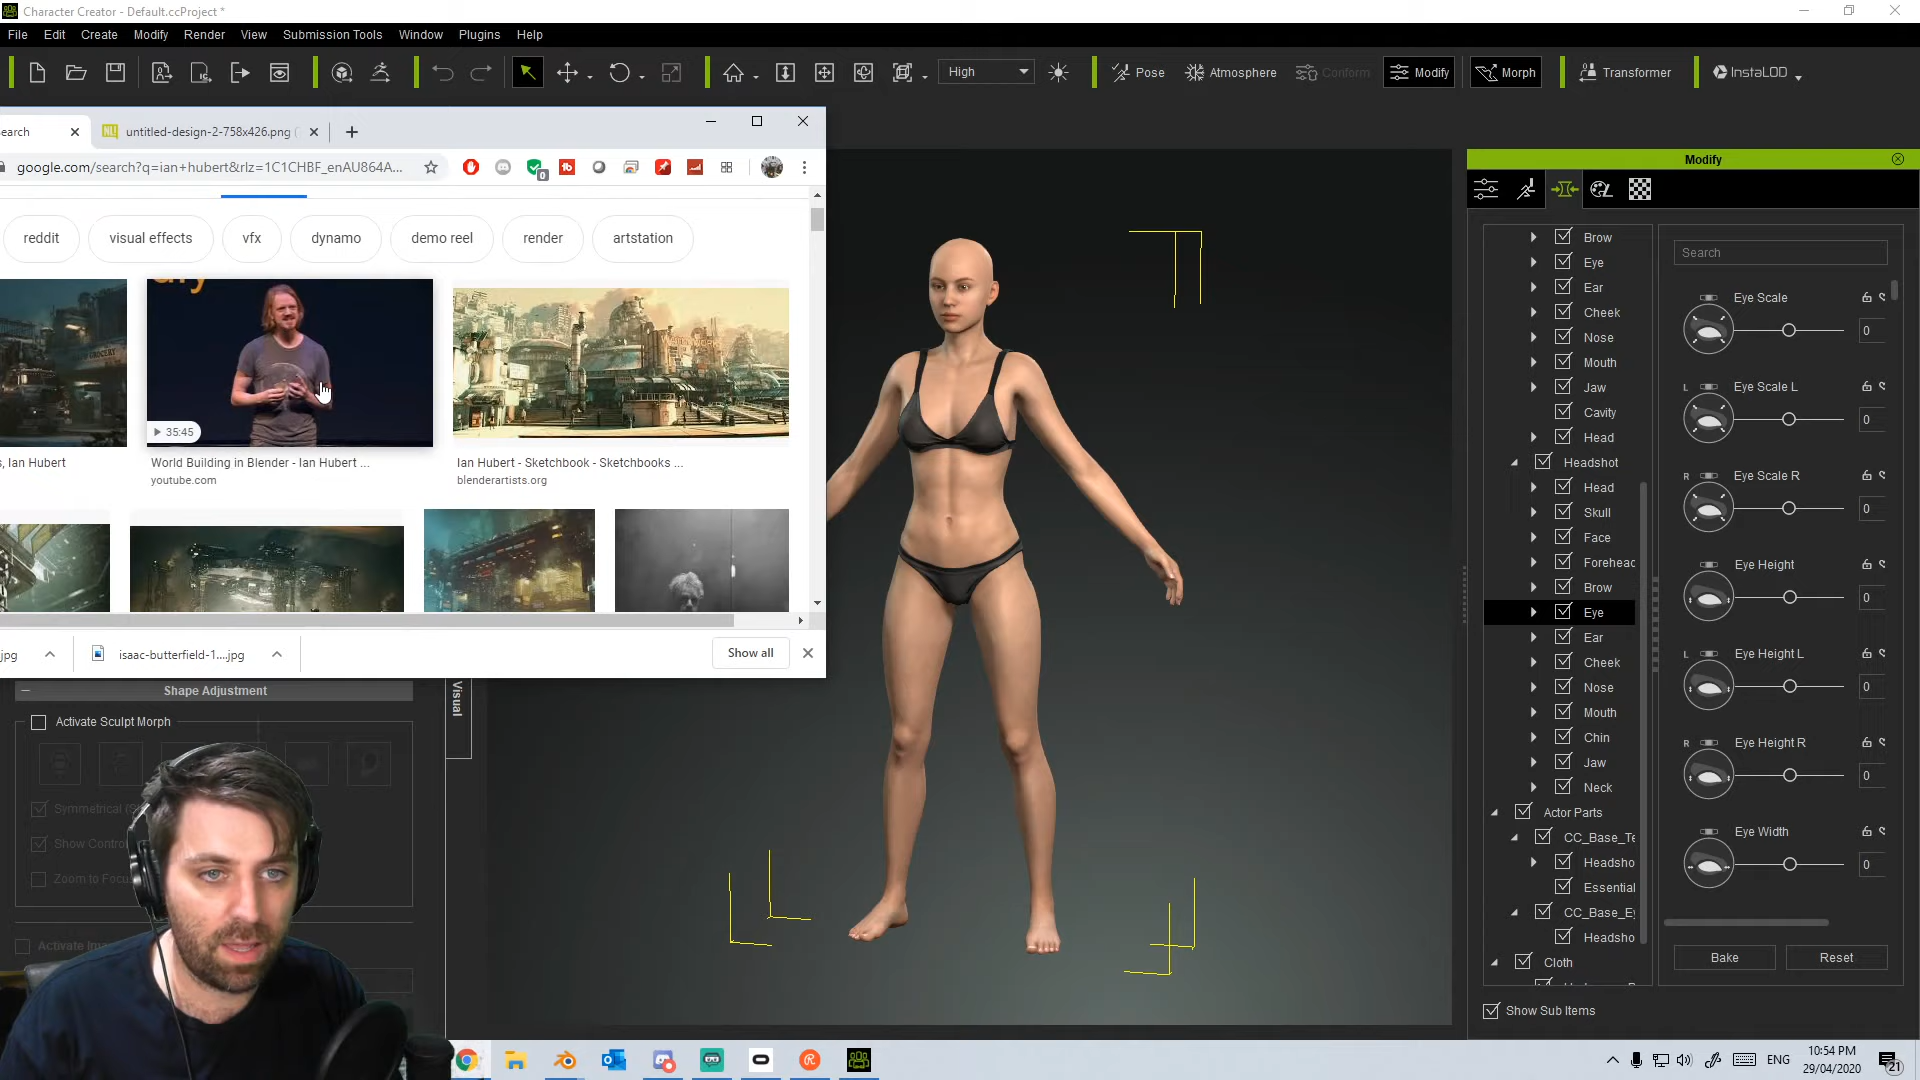 Character Creator - Default.ccProject *
File Edit Create Modify Render View Submission Tools Window Plugins Help
High Pose Atmosphere Conform Modify Morph Transformer InstaLOD
earch untitled-design-2-758x426.png (
google.com/search?q=ian+hubert&rlz=1C1CHBF_enAU864A...
0
reddit visual effects vfx dynamo demo reel render artstation
GROCERY
35:45
s, Ian Hubert World Building in Blender - Ian Hubert ... Ian Hubert - Sketchbook - Sketchbooks ...
youtube.com blenderartists.org
jpg isaac-butterfield-1....jpg Show all
Shape Adjustment
Activate Sculpt Morph
Symmetrical
Show Contro
Zoom to Focu
Visual
Modify
Brow
Eye
Ear
Cheek
Nose
Mouth
Jaw
Cavity
Head
Headshot
Head
Skull
Face
Forehead
Brow
Eye
Ear
Cheek
Nose
Mouth
Chin
Jaw
Neck
Actor Parts
CC_Base_Te
Headsho
Essential
CC_Base_Ey
Headsho
Cloth
Show Sub Items
Search
Eye Scale
0
L Eye Scale L
0
R Eye Scale R
0
Eye Height
0
L Eye Height L
0
R Eye Height R
0
Eye Width
0
Bake Reset
ENG 10:54 PM
29/04/2020
21